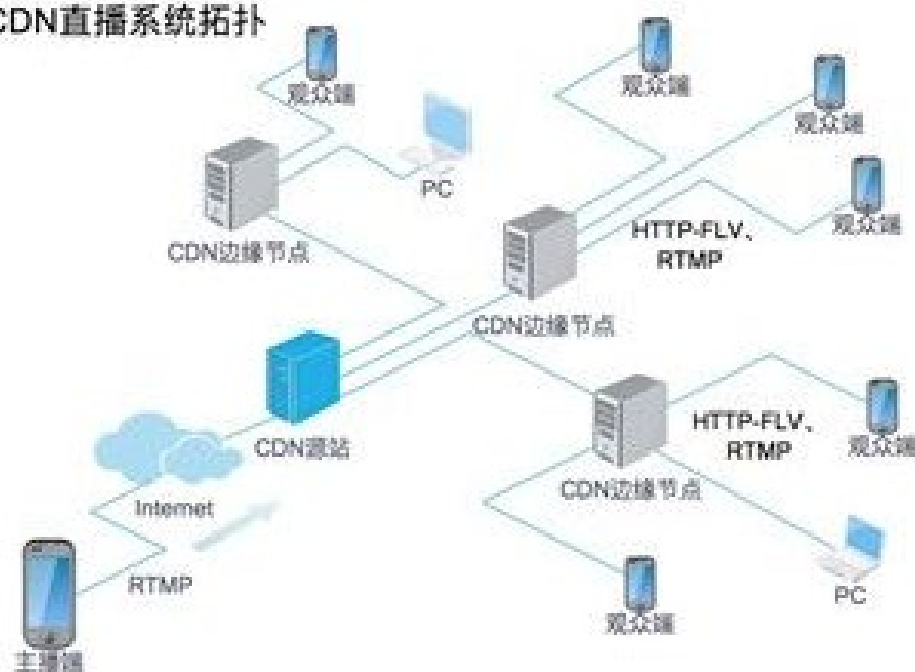 CDN直播系统拓扑
观众端
观众端
观众端
PC
观众端
CDN边缘节点
HTTP-FLV、
RTMP
CDN边缘节点
CDN源站
HTTP-FLV、
RTMP
观众端
CDN边缘节点
Internet
RTMP
PC
观众端
主播端